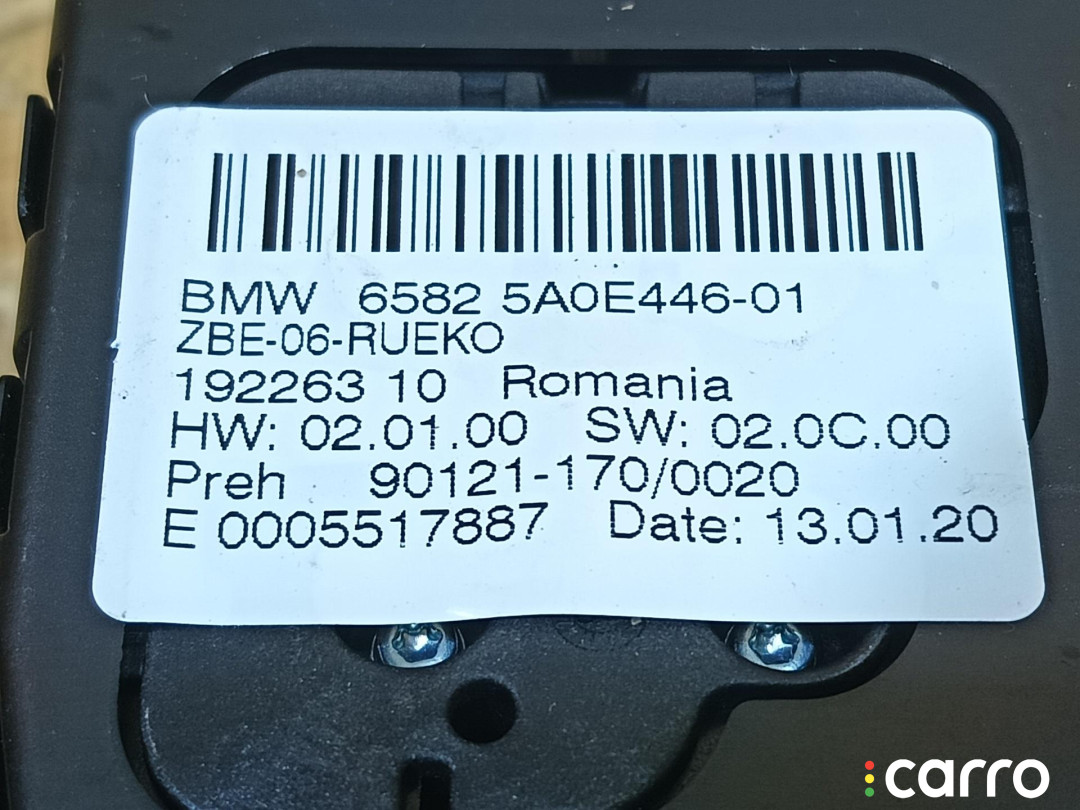 BMW 6582 5A0E446-01
ZBE-06-RUEKO
192263 10 Romania
HW: 02.01.00 SW: 02.0C.00
Preh 90121-170/0020
E 0005517887 Date: 13.01.20
carro